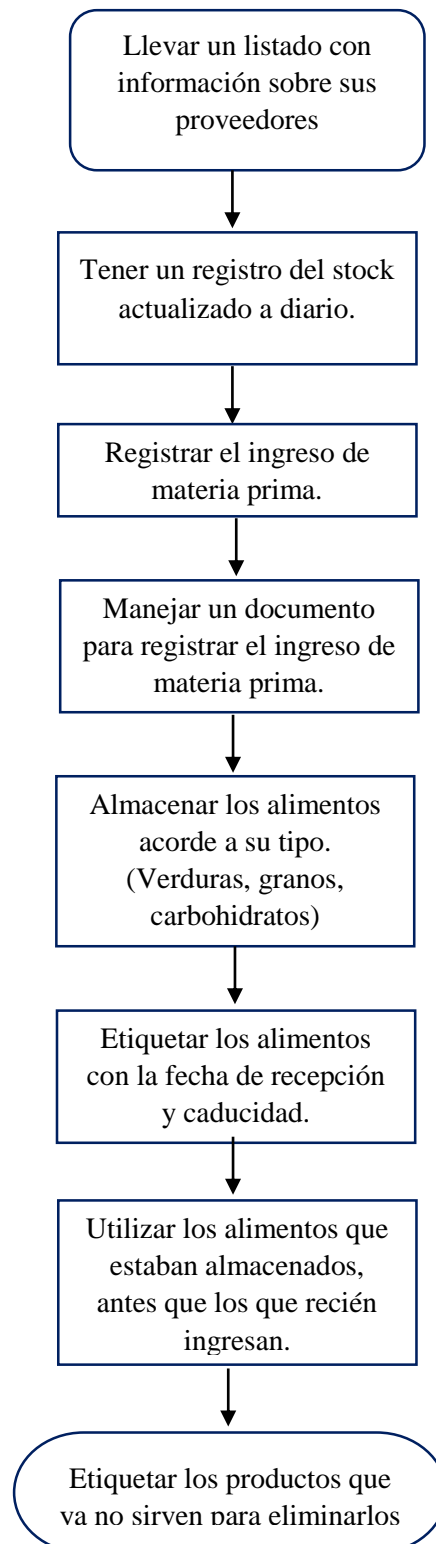 Llevar un listado con
información sobre sus
proveedores
Tener un registro del stock
actualizado a diario.
Registrar el ingreso de
materia prima.
Manejar un documento
para registrar el ingreso de
materia prima.
Almacenar los alimentos
acorde a su tipo.
(Verduras, granos,
carbohidratos)
Etiquetar los alimentos
con la fecha de recepción
y caducidad.
Utilizar los alimentos que
estaban almacenados,
antes que los que recién
ingresan.
Etiquetar los productos que
ya no sirven para eliminarlos